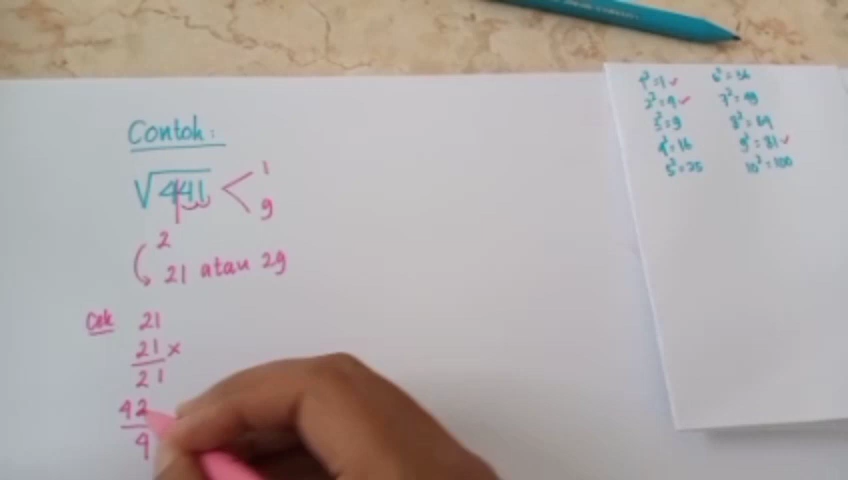 Contoh:
√441 < 1
9
2
21 atau 29
Cek 21
21 x
21
42
4
1² = 1 ✓ 6² = 36
2² = 4 ✓ 7² = 49
3² = 9 8² = 64
4² = 16 9² = 81 ✓
5² = 25 10² = 100